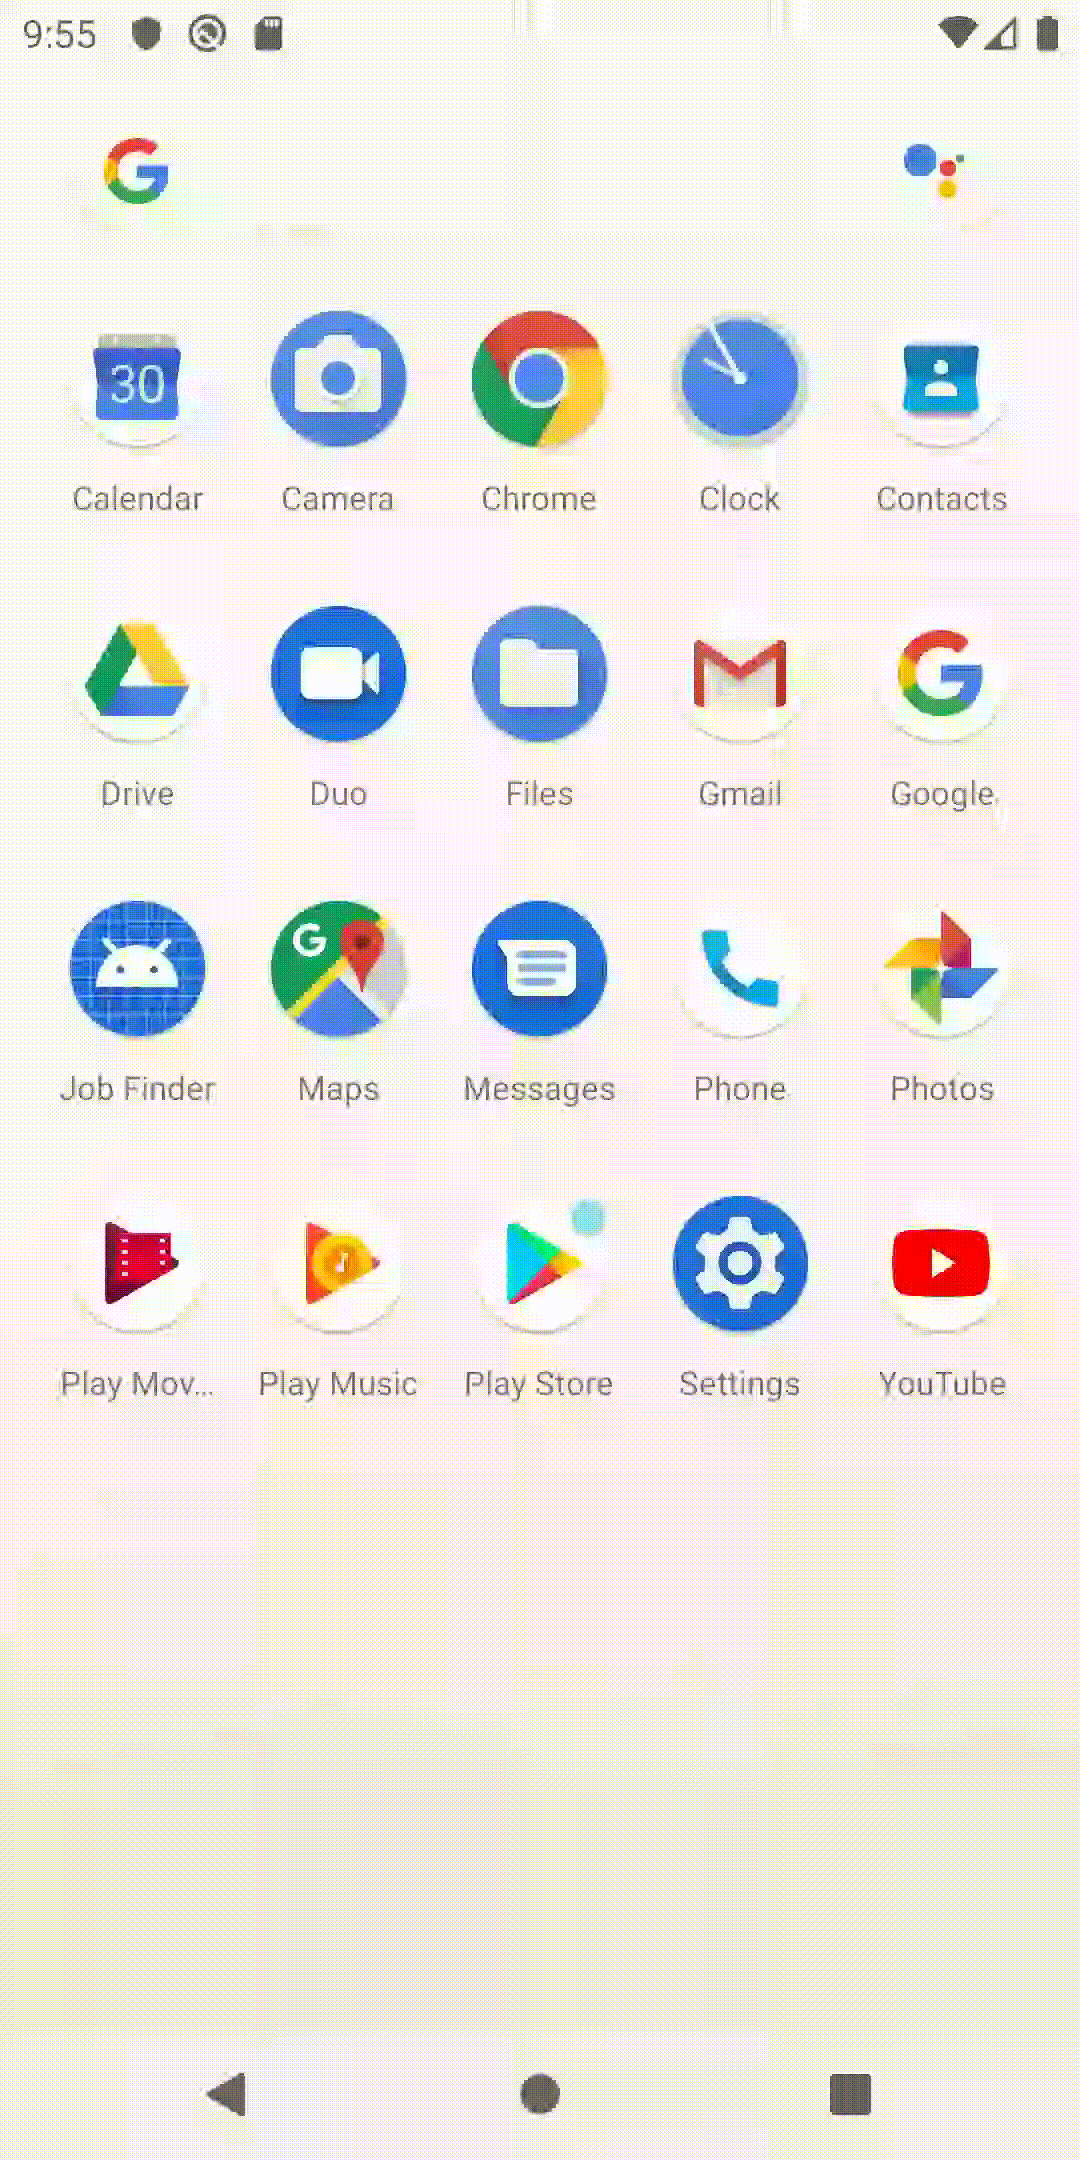 9:55
G
30
Calendar Camera Chrome Clock Contacts
G
Drive Duo Files Gmail Google
G
Job Finder Maps Messages Phone Photos
Play Mov... Play Music Play Store Settings YouTube